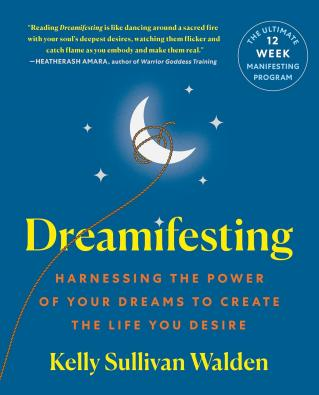 "Reading Dreamifesting is like dancing around a sacred fire
with your soul's deepest desires, watching them flicker and
catch flame as you embody and make them real."
—HEATHERASH AMARA, author of Warrior Goddess Training
THE ULTIMATE
12
WEEK
MANIFESTING
PROGRAM
Dreamifesting
HARNESSING THE POWER
OF YOUR DREAMS TO CREATE
THE LIFE YOU DESIRE
Kelly Sullivan Walden